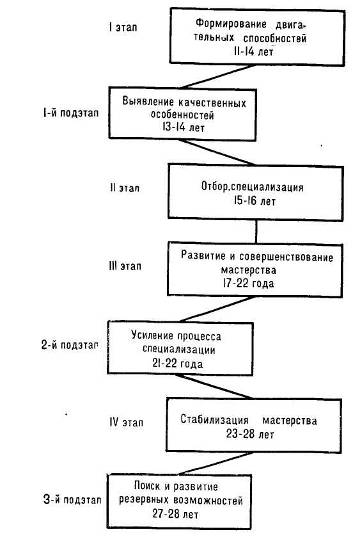 I этап
Формирование двига-
тельных способностей
11-14 лет
1-й подэтап
Выявление качественных
особенностей
13-14 лет
II этап
Отбор,специализация
15-16 лет
III этап
Развитие и совершенствование
мастерства
17-22 года
2-й подэтап
Усиление процесса
специализации
21-22 года
IV этап
Стабилизация мастерства
23-28 лет
3-й подэтап
Поиск и развитие
резервных возможностей
27-28 лет